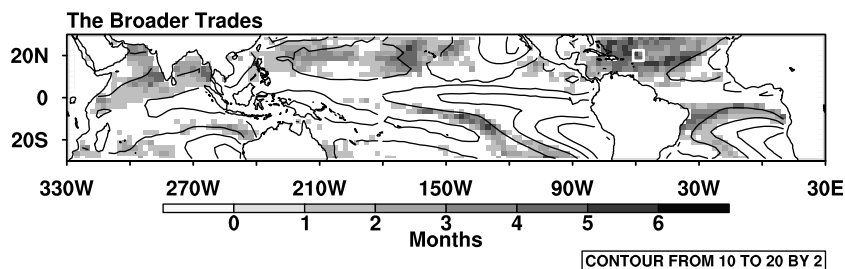 The Broader Trades
20N
0
20S
330W 270W 210W 150W 90W 30W 30E
0 1 2 3 4 5 6
Months
CONTOUR FROM 10 TO 20 BY 2